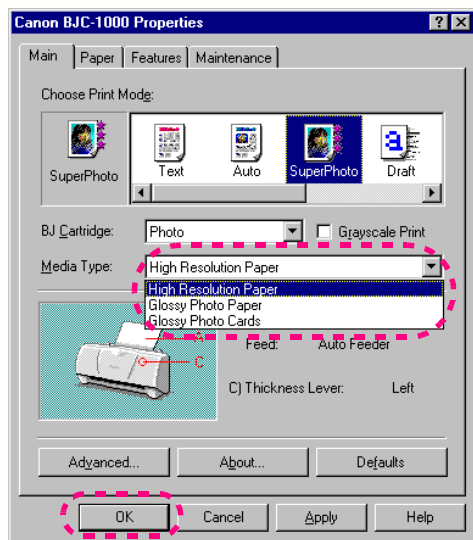 Canon BJC-1000 Properties
Main Paper Features Maintenance
Choose Print Mode:
SuperPhoto Text Auto SuperPhoto Draft
BJ Cartridge: Photo Grayscale Print
Media Type: High Resolution Paper
High Resolution Paper
Glossy Photo Paper
Glossy Photo Cards
A
Feed: Auto Feeder
C
C) Thickness Lever: Left
Advanced... About... Defaults
OK Cancel Apply Help